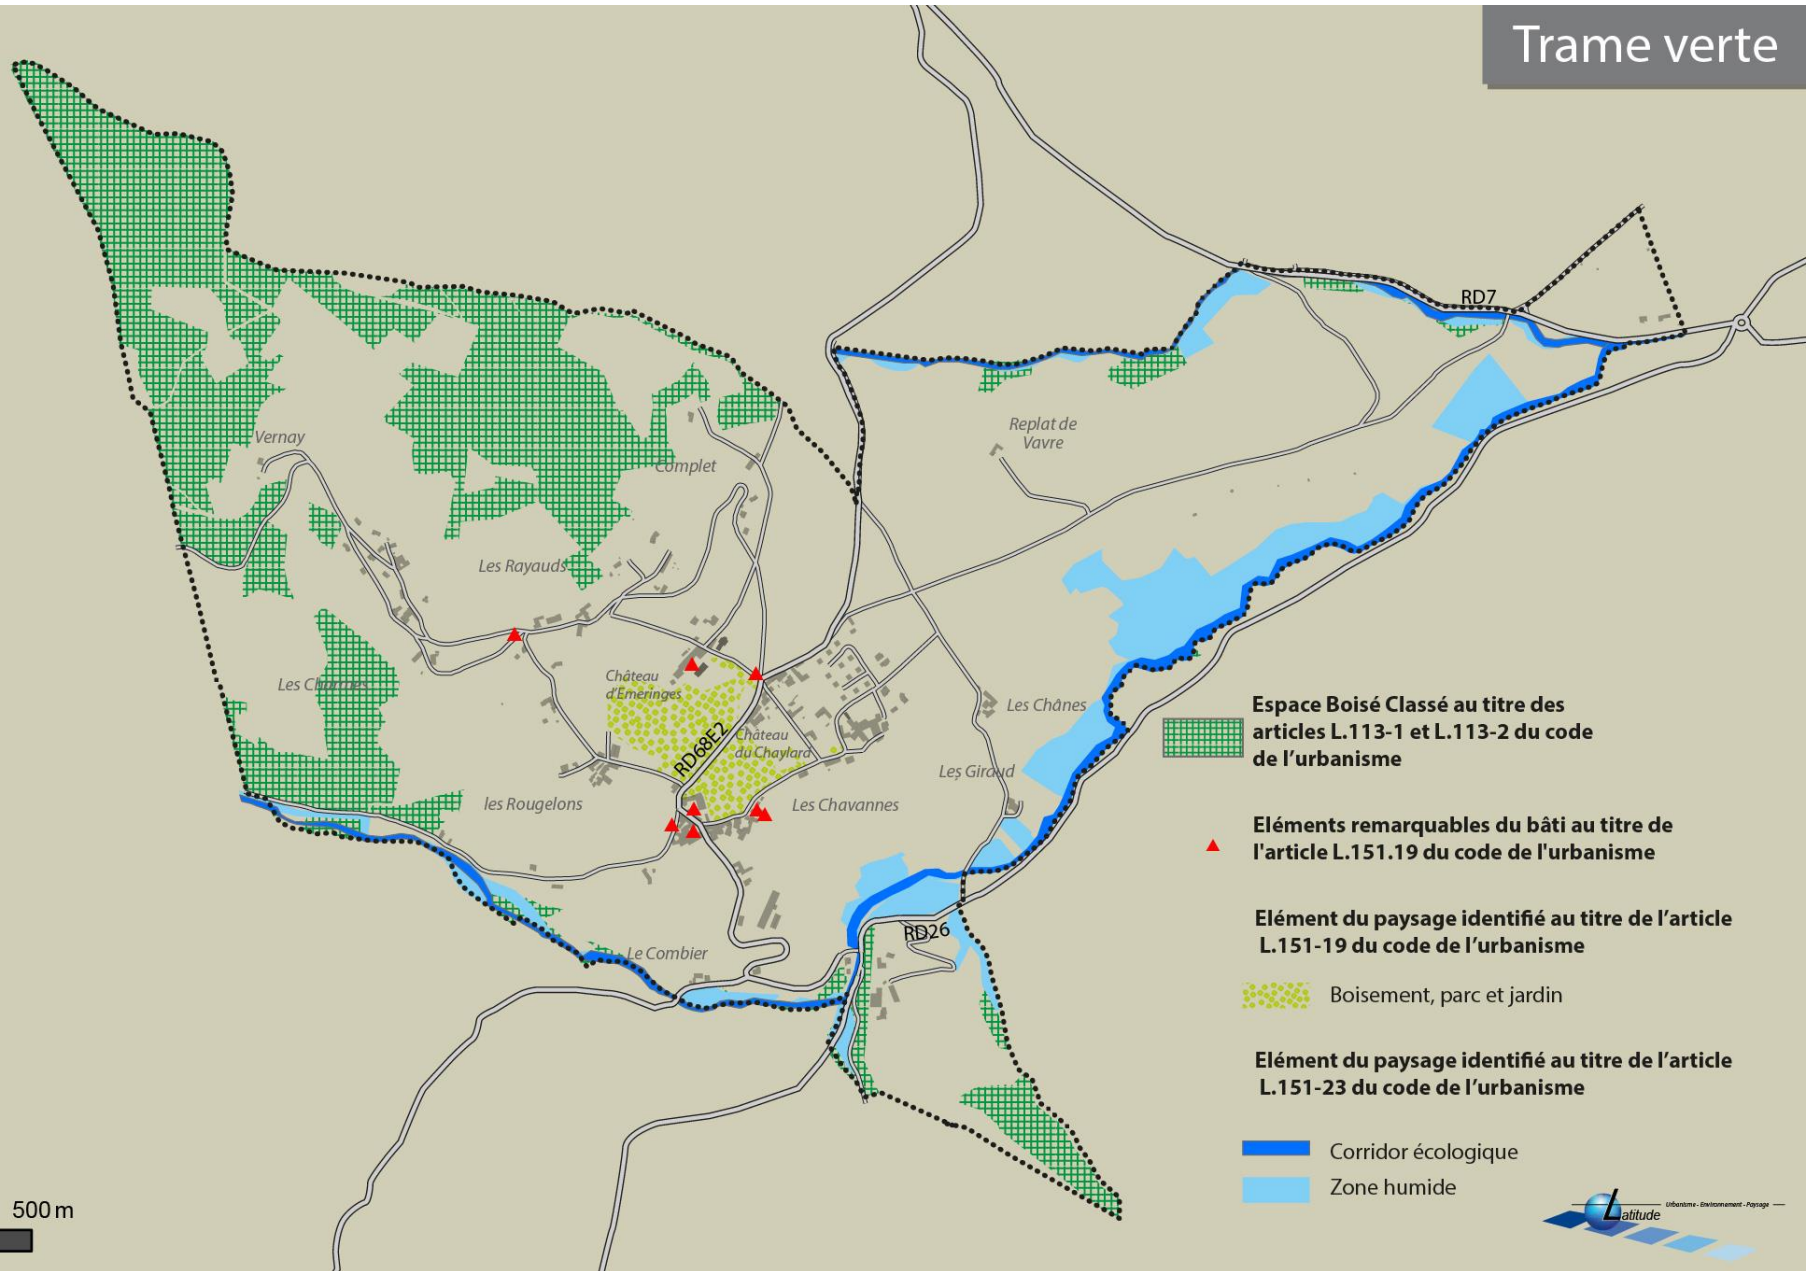 Trame verte
RD7
Replat de
Vavre
Vernay
Complet
Les Rayauds
Château
d'Emeringes
Les Charmes
Château
du Chaylard
RD68E2
Les Chânes
Les Giraud
les Rougelons
Les Chavannes
RD26
Le Combier
Espace Boisé Classé au titre des
articles L.113-1 et L.113-2 du code
de l'urbanisme
Eléments remarquables du bâti au titre de
l'article L.151.19 du code de l'urbanisme
Elément du paysage identifié au titre de l'article
L.151-19 du code de l'urbanisme
Boisement, parc et jardin
Elément du paysage identifié au titre de l'article
L.151-23 du code de l'urbanisme
Corridor écologique
Zone humide
500 m
Latitude
Urbanisme - Environnement - Paysage